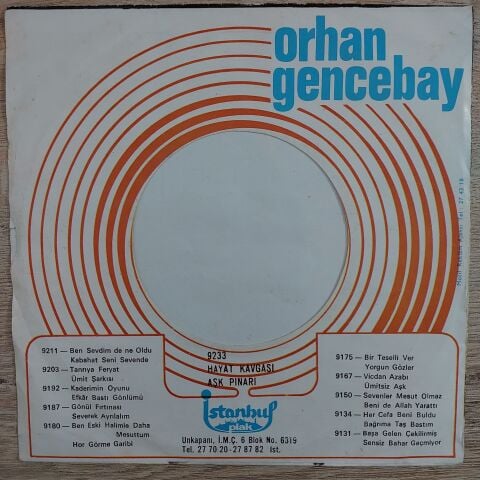 orhan
gencebay
9211 — Ben Sevdim de ne Oldu
Kabahat Seni Sevende
9203 — Tanrıya Feryat
Ümit Şarkısı
9192 — Kaderimin Oyunu
Efkâr Bastı Gönlümü
9187 — Gönül Fırtınası
Severek Ayrılalım
9180 — Ben Eski Halimle Daha
Mesuttum
Hor Görme Garibi
9233
HAYAT KAVGASI
AŞK PINARI
istanbul
plak
Unkapanı, İ.M.Ç. 6 Blok No. 6319
Tel. 27 70 20 - 27 87 82 İst.
9175 — Bir Teselli Ver
Yorgun Gözler
9167 — Vicdan Azabı
Ümitsiz Aşk
9150 — Sevenler Mesut Olmaz
Beni de Allah Yarattı
9134 — Her Cefa Beni Buldu
Bağrıma Taş Bastım
9131 — Başa Gelen Çekilirmiş
Sensiz Bahar Geçmiyor